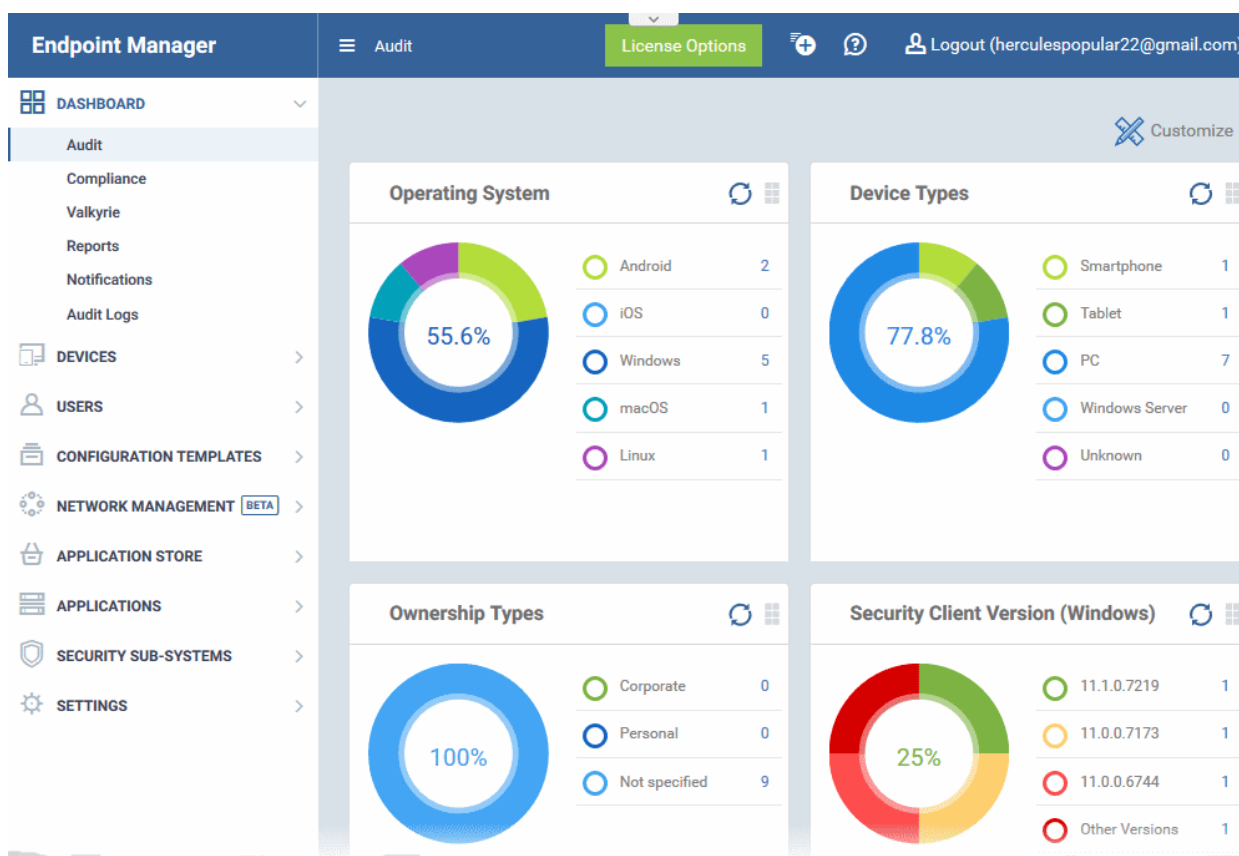 Endpoint Manager
Audit
License Options
Logout (herculespopular22@gmail.com)
DASHBOARD
Audit
Compliance
Valkyrie
Reports
Notifications
Audit Logs
DEVICES
USERS
CONFIGURATION TEMPLATES
NETWORK MANAGEMENT BETA
APPLICATION STORE
APPLICATIONS
SECURITY SUB-SYSTEMS
SETTINGS
Customize
Operating System
55.6%
Android 2
iOS 0
Windows 5
macOS 1
Linux 1
Device Types
77.8%
Smartphone 1
Tablet 1
PC 7
Windows Server 0
Unknown 0
Ownership Types
100%
Corporate 0
Personal 0
Not specified 9
Security Client Version (Windows)
25%
11.1.0.7219 1
11.0.0.7173 1
11.0.0.6744 1
Other Versions 1